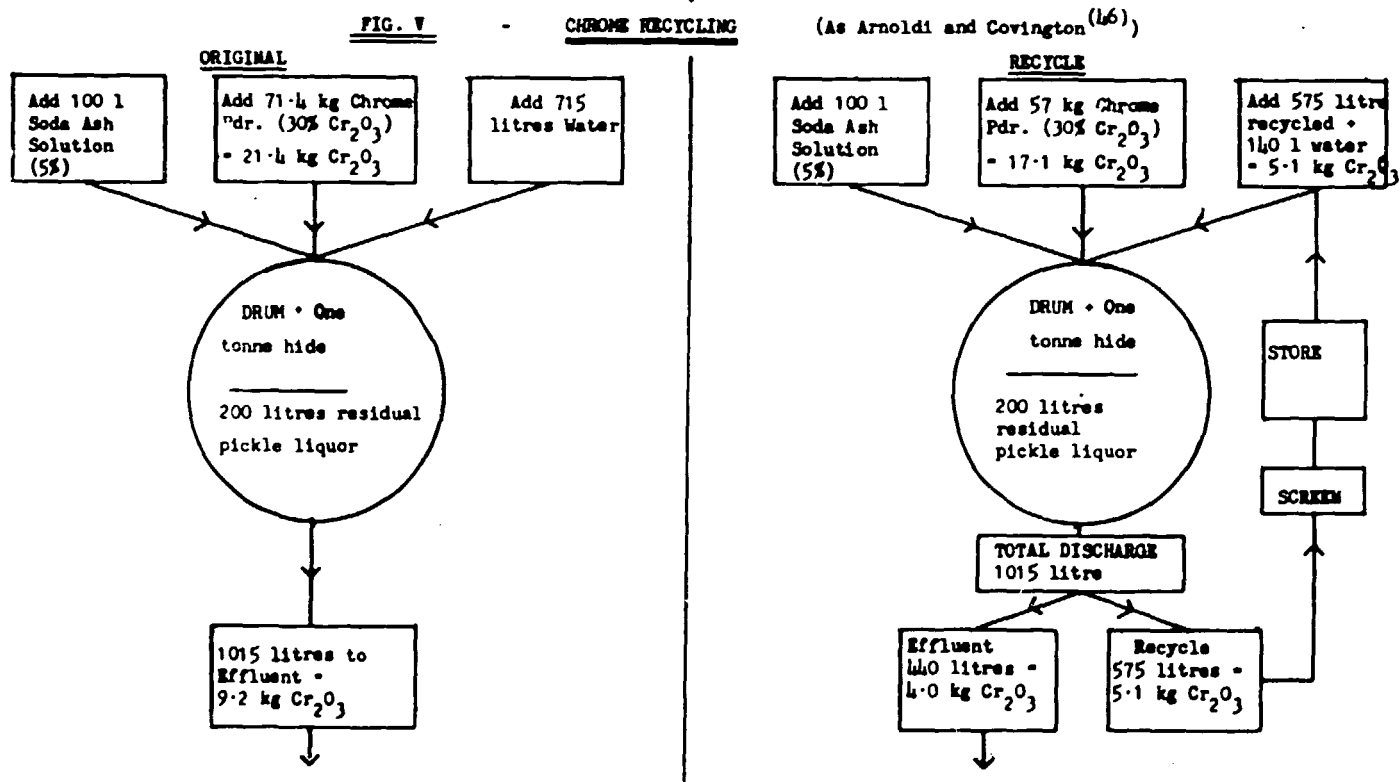 FIG. V - CHROME RECYCLING (As Arnoldi and Covington(46))
ORIGINAL
Add 100 l
Soda Ash
Solution
(5%)
Add 71·4 kg Chrome
Pdr. (30% Cr2O3)
= 21·4 kg Cr2O3
Add 715
litres Water
DRUM + One
tonne hide
200 litres residual
pickle liquor
1015 litres to
Effluent =
9·2 kg Cr2O3
RECYCLE
Add 100 l
Soda Ash
Solution
(5%)
Add 57 kg Chrome
Pdr. (30% Cr2O3)
= 17·1 kg Cr2O3
Add 575 litre
recycled +
140 l water
= 5·1 kg Cr2O3
DRUM + One
tonne hide
200 litres
residual
pickle liquor
STORE
SCREEN
TOTAL DISCHARGE
1015 litre
Effluent
440 litres =
4·0 kg Cr2O3
Recycle
575 litres =
5·1 kg Cr2O3